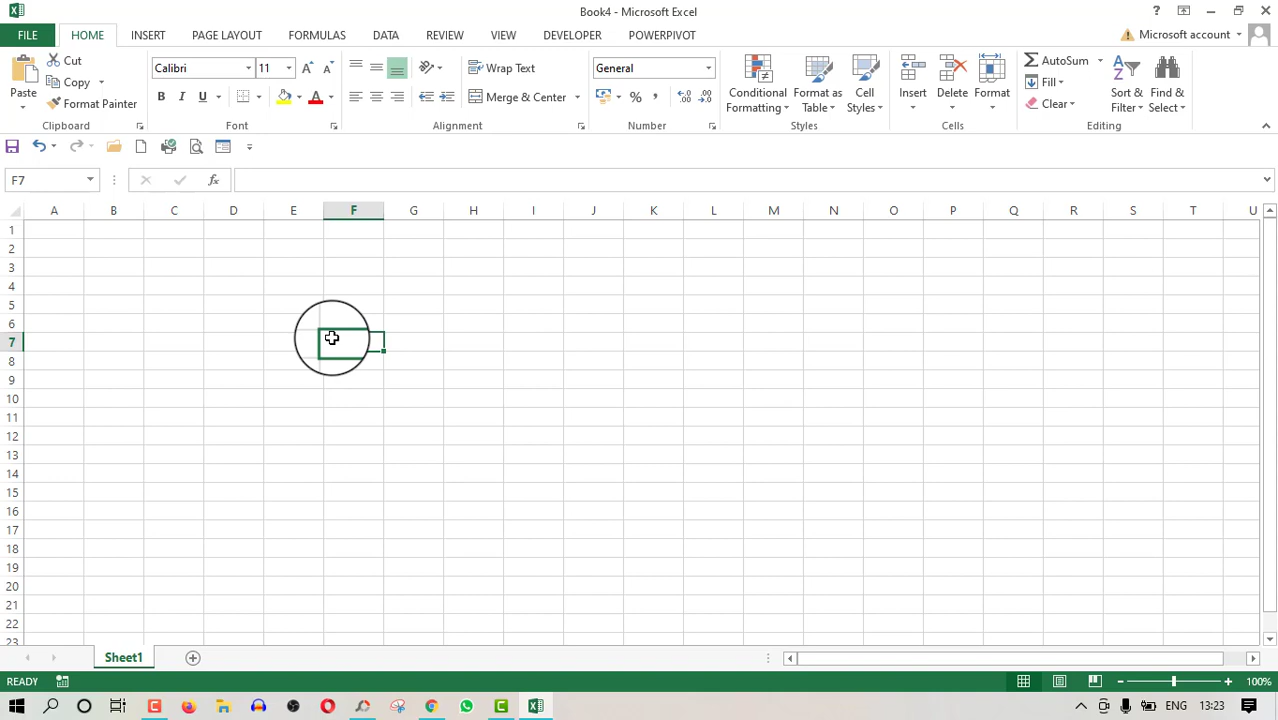 Book4 - Microsoft Excel
?
FILE HOME INSERT PAGE LAYOUT FORMULAS DATA REVIEW VIEW DEVELOPER POWERPIVOT Microsoft account
Cut Calibri 11 Wrap Text General AutoSum
Copy Fill
Paste Format Painter B I U A Merge & Center % , Conditional Formatting Format as Table Cell Styles Insert Delete Format Clear Sort & Filter Find & Select
Clipboard Font Alignment Number Styles Cells Editing
F7 fx
A B C D E F G H I J K L M N O P Q R S T U
1
2
3
4
5
6
7
8
9
10
11
12
13
14
15
16
17
18
19
20
21
22
23
Sheet1
READY 100%
ENG 13:23